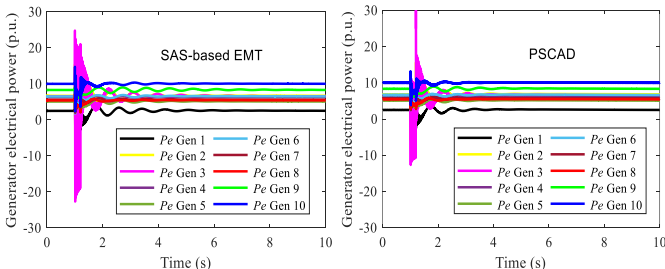 Generator electrical power (p.u.)
30
20
10
0
-10
-20
-30
SAS-based EMT
Pe Gen 1
Pe Gen 2
Pe Gen 3
Pe Gen 4
Pe Gen 5
Pe Gen 6
Pe Gen 7
Pe Gen 8
Pe Gen 9
Pe Gen 10
0 2 4 6 8 10
Time (s)
Generator electrical power (p.u.)
30
20
10
0
-10
-20
-30
PSCAD
Pe Gen 1
Pe Gen 2
Pe Gen 3
Pe Gen 4
Pe Gen 5
Pe Gen 6
Pe Gen 7
Pe Gen 8
Pe Gen 9
Pe Gen 10
0 2 4 6 8 10
Time (s)